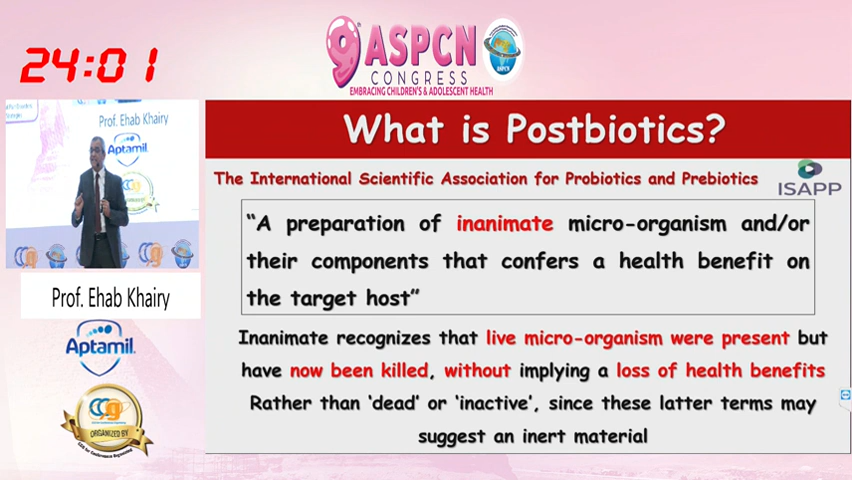 24:01
9
ASPCN
CONGRESS
EMBRACING CHILDREN'S & ADOLESCENT HEALTH
Prof. Ehab Khairy
Aptamil
Prof. Ehab Khairy
Aptamil
CCO
ORGANIZED BY
What is Postbiotics?
The International Scientific Association for Probiotics and Prebiotics
ISAPP
“A preparation of inanimate micro-organism and/or
their components that confers a health benefit on
the target host”
Inanimate recognizes that live micro-organism were present but
have now been killed, without implying a loss of health benefits
Rather than ‘dead’ or ‘inactive’, since these latter terms may
suggest an inert material